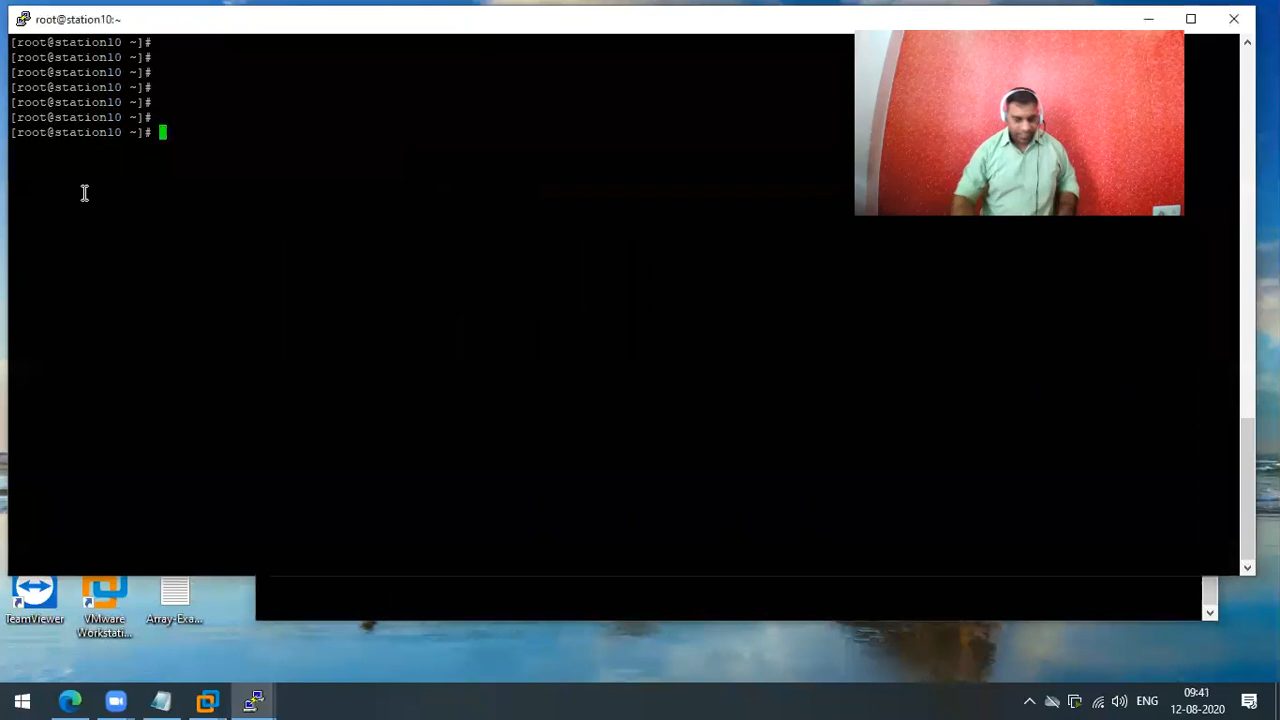 root@station10:~
[root@station10 ~]#
[root@station10 ~]#
[root@station10 ~]#
[root@station10 ~]#
[root@station10 ~]#
[root@station10 ~]#
[root@station10 ~]#
TeamViewer
VMware
Workstati...
Array-Exa...
ENG
09:41
12-08-2020